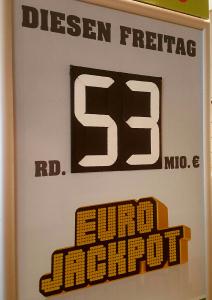 DIESEN FREITAG
53
RD. MIO. €
EURO
JACKPOT